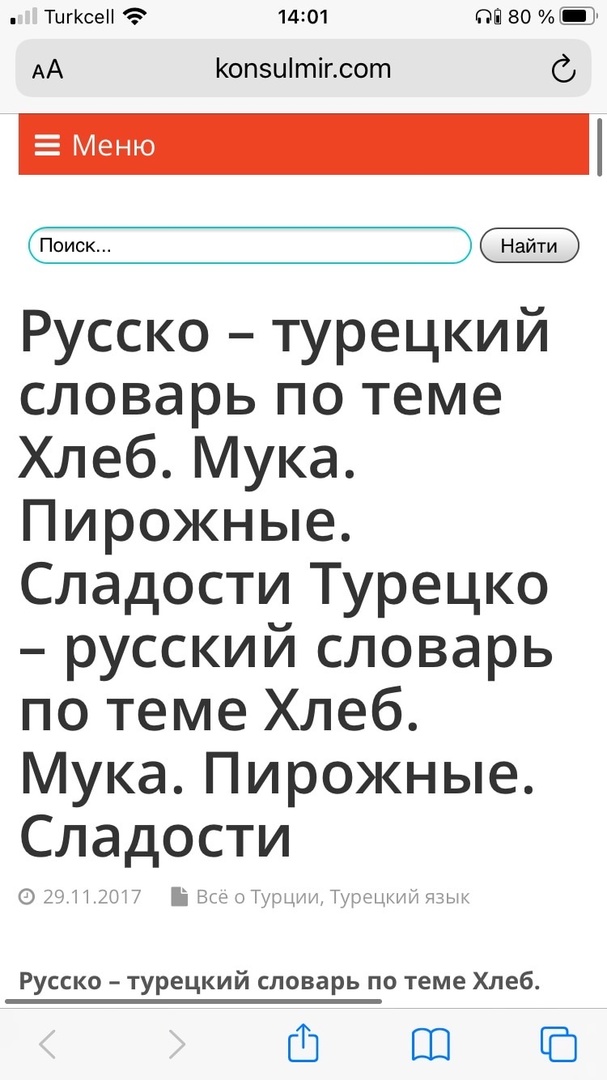 Turkcell 14:01 80 %
AA konsulmir.com
Меню
Поиск... Найти
Русско – турецкий
словарь по теме
Хлеб. Мука.
Пирожные.
Сладости Турецко
– русский словарь
по теме Хлеб.
Мука. Пирожные.
Сладости
29.11.2017 Всё о Турции, Турецкий язык
Русско – турецкий словарь по теме Хлеб.